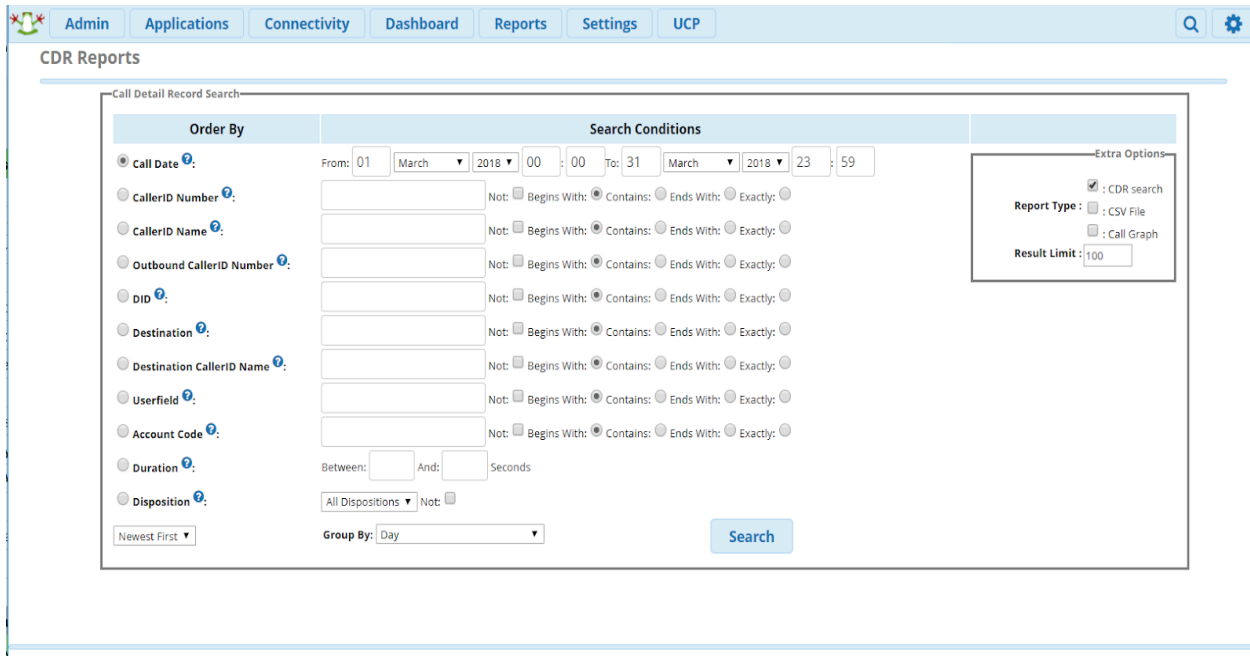 Admin Applications Connectivity Dashboard Reports Settings UCP
CDR Reports
Call Detail Record Search
Order By Search Conditions
Call Date ?: From: 01 March 2018 00 : 00 To: 31 March 2018 23 : 59
Extra Options
CallerID Number ?: Not: Begins With: Contains: Ends With: Exactly:
: CDR search
Report Type : : CSV File
CallerID Name ?: Not: Begins With: Contains: Ends With: Exactly:
: Call Graph
Result Limit : 100
Outbound CallerID Number ?: Not: Begins With: Contains: Ends With: Exactly:
DID ?: Not: Begins With: Contains: Ends With: Exactly:
Destination ?: Not: Begins With: Contains: Ends With: Exactly:
Destination CallerID Name ?: Not: Begins With: Contains: Ends With: Exactly:
Userfield ?: Not: Begins With: Contains: Ends With: Exactly:
Account Code ?: Not: Begins With: Contains: Ends With: Exactly:
Duration ?: Between: And: Seconds
Disposition ?: All Dispositions Not:
Newest First Group By: Day Search